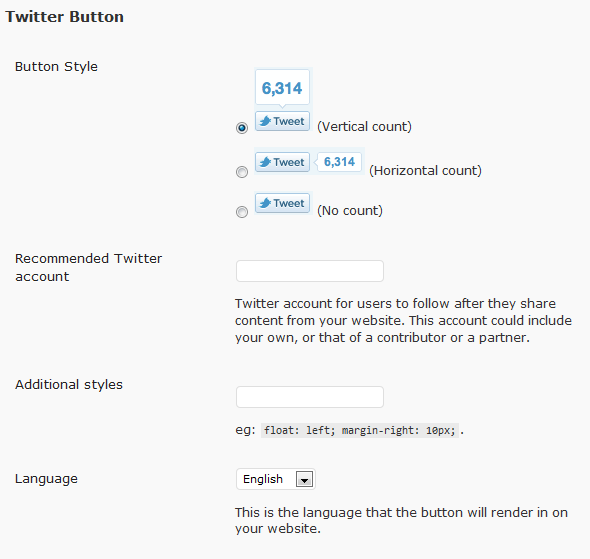 Twitter Button
Button Style
6,314
Tweet (Vertical count)
Tweet 6,314 (Horizontal count)
Tweet (No count)
Recommended Twitter
account
Twitter account for users to follow after they share
content from your website. This account could include
your own, or that of a contributor or a partner.
Additional styles
eg: float: left; margin-right: 10px;.
Language English
This is the language that the button will render in on
your website.